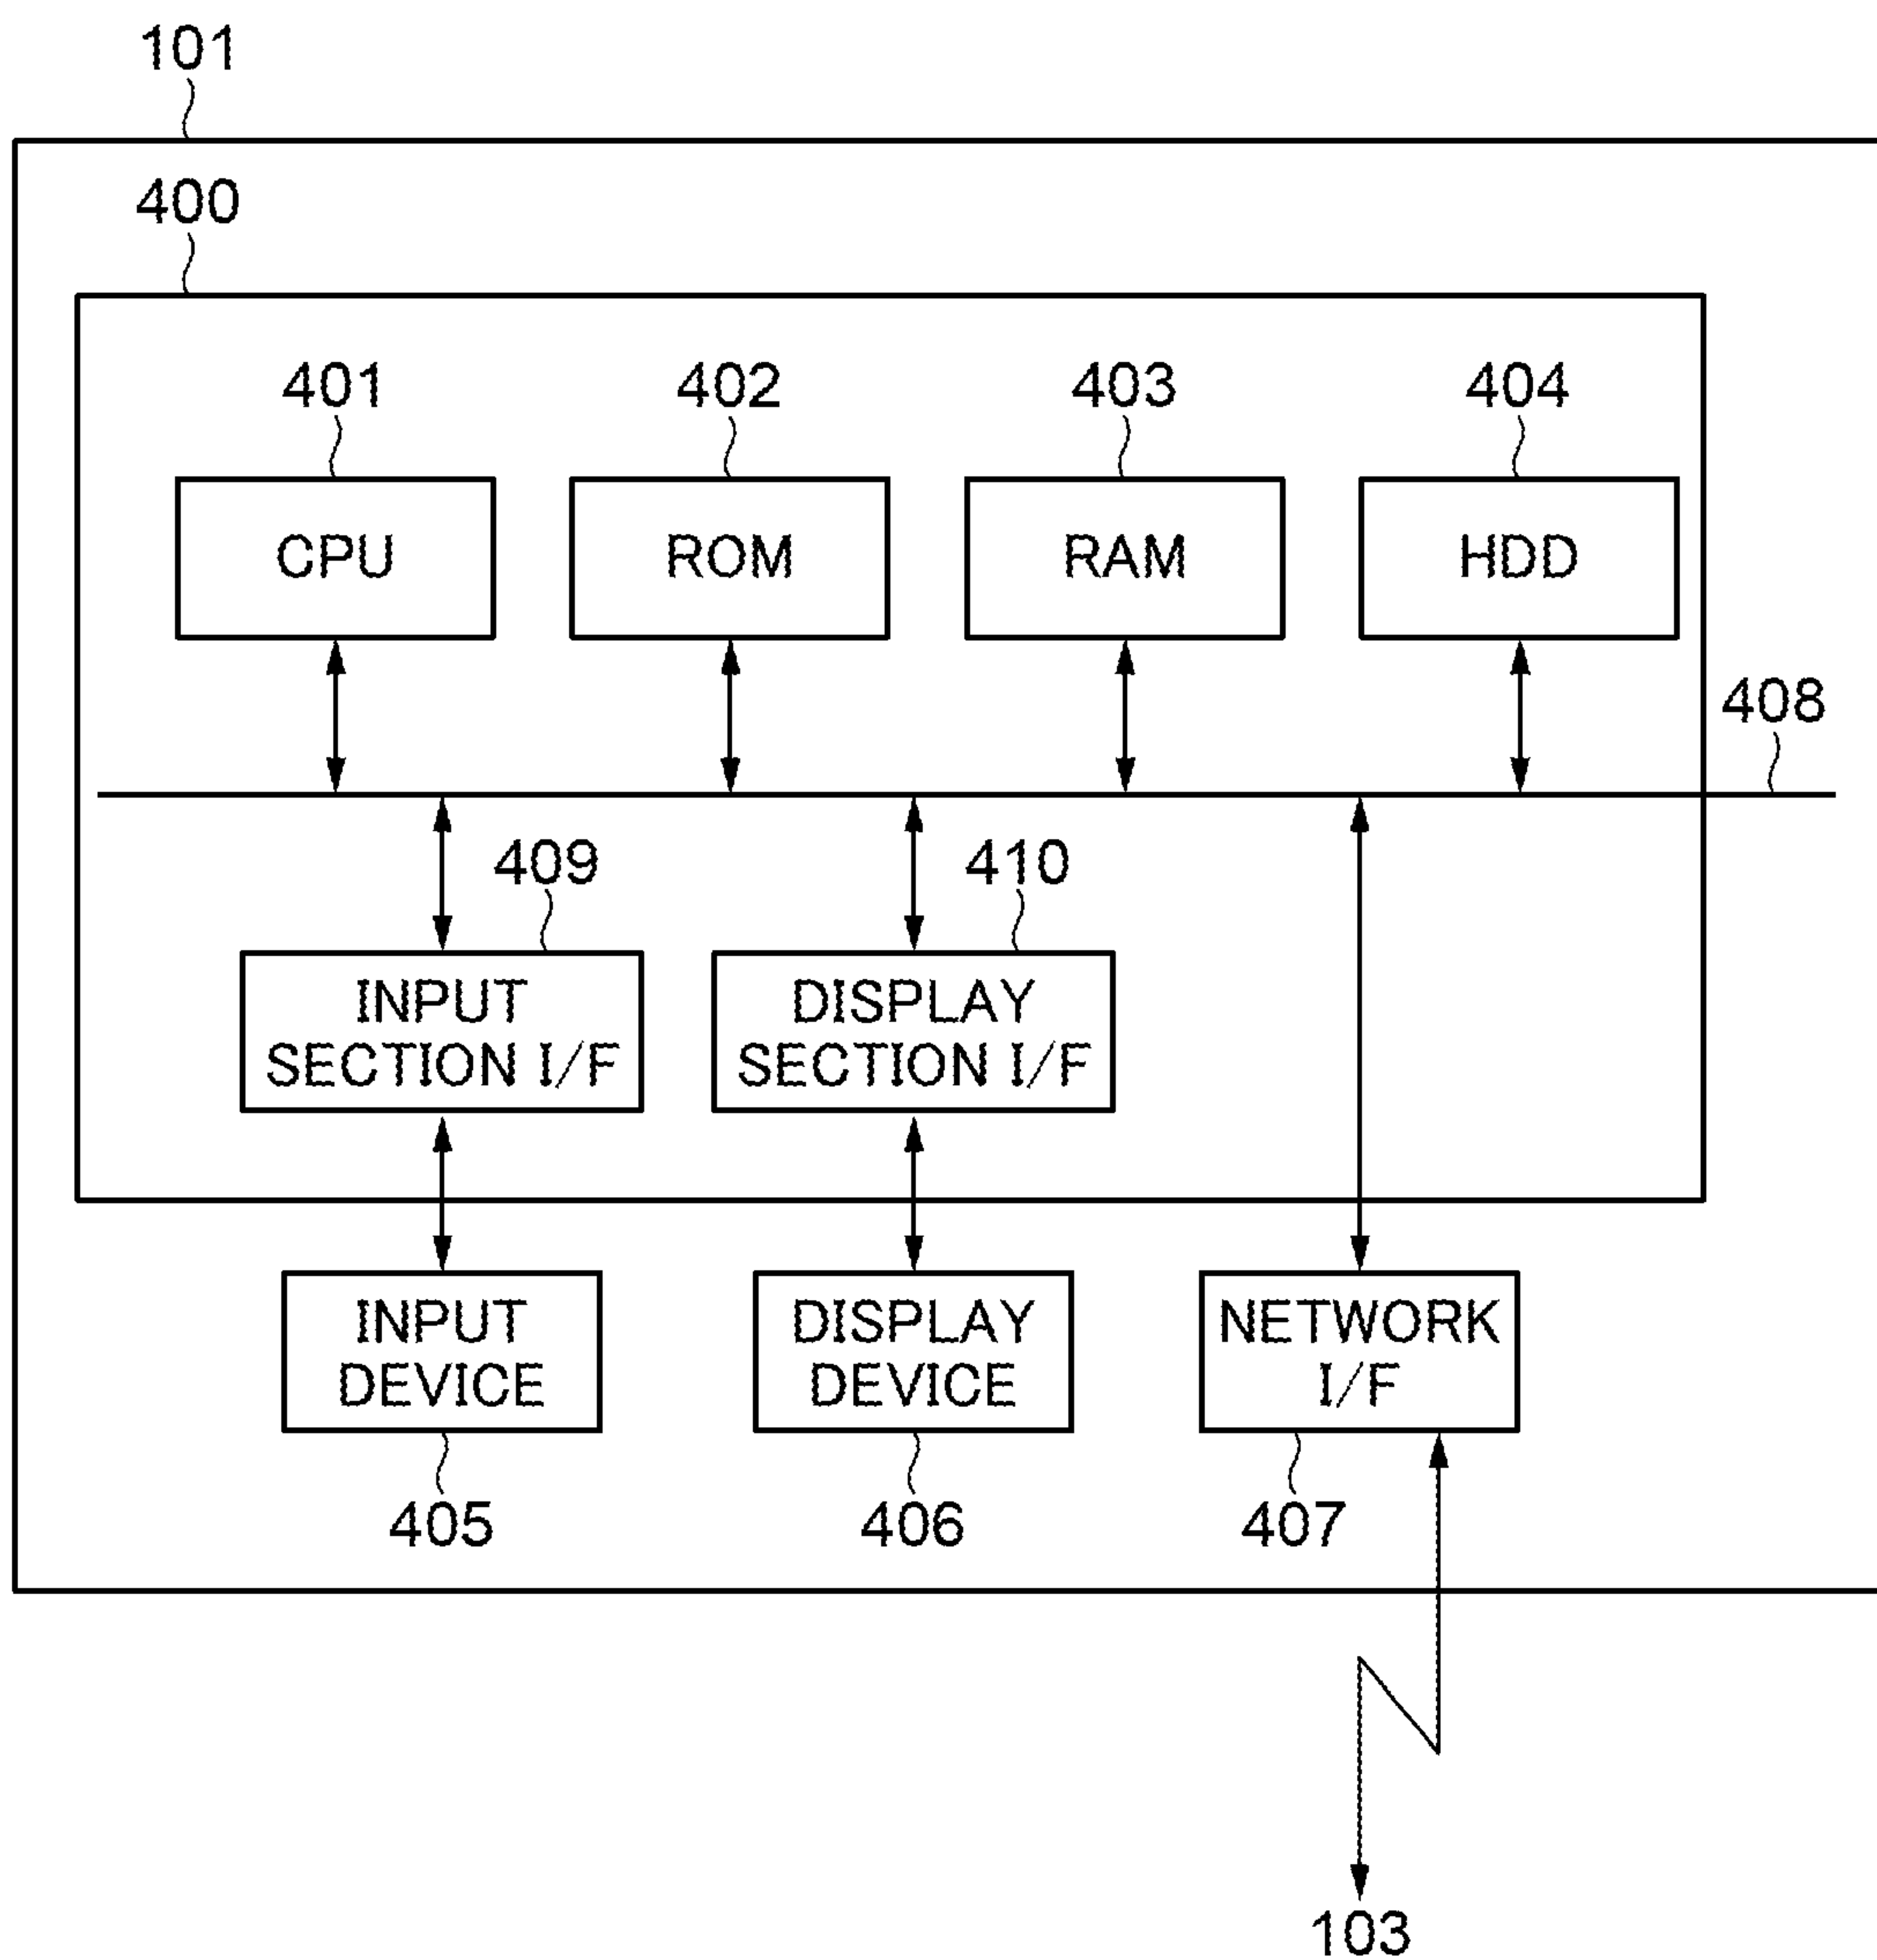 101
400
401 402 403 404
CPU ROM RAM HDD
408
409 410
INPUT
SECTION I/F
DISPLAY
SECTION I/F
INPUT
DEVICE
DISPLAY
DEVICE
NETWORK
I/F
405 406 407
103